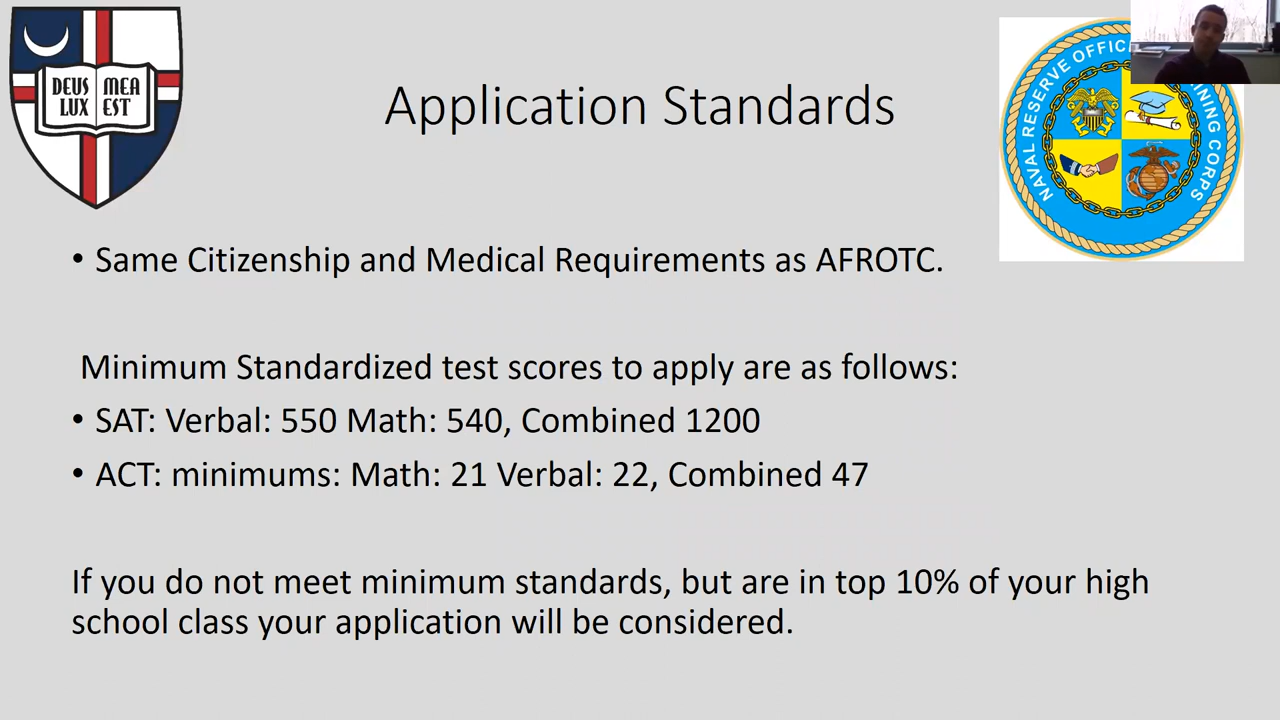 DEUS MEA
LUX EST
Application Standards
NAVAL RESERVE CORPS
• Same Citizenship and Medical Requirements as AFROTC.
Minimum Standardized test scores to apply are as follows:
• SAT: Verbal: 550 Math: 540, Combined 1200
• ACT: minimums: Math: 21 Verbal: 22, Combined 47
If you do not meet minimum standards, but are in top 10% of your high
school class your application will be considered.